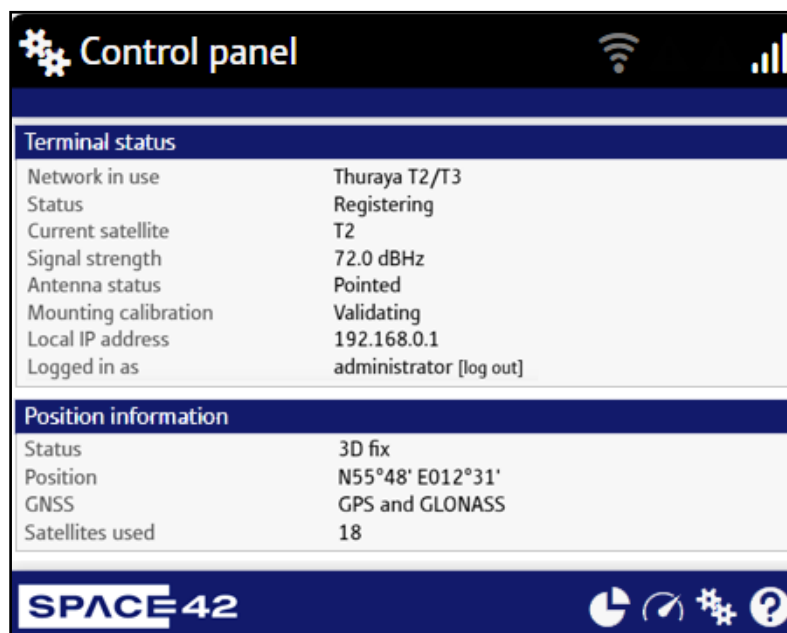 Control panel
Terminal status
Network in use Thuraya T2/T3
Status Registering
Current satellite T2
Signal strength 72.0 dBHz
Antenna status Pointed
Mounting calibration Validating
Local IP address 192.168.0.1
Logged in as administrator [log out]
Position information
Status 3D fix
Position N55°48' E012°31'
GNSS GPS and GLONASS
Satellites used 18
SPACE42
?